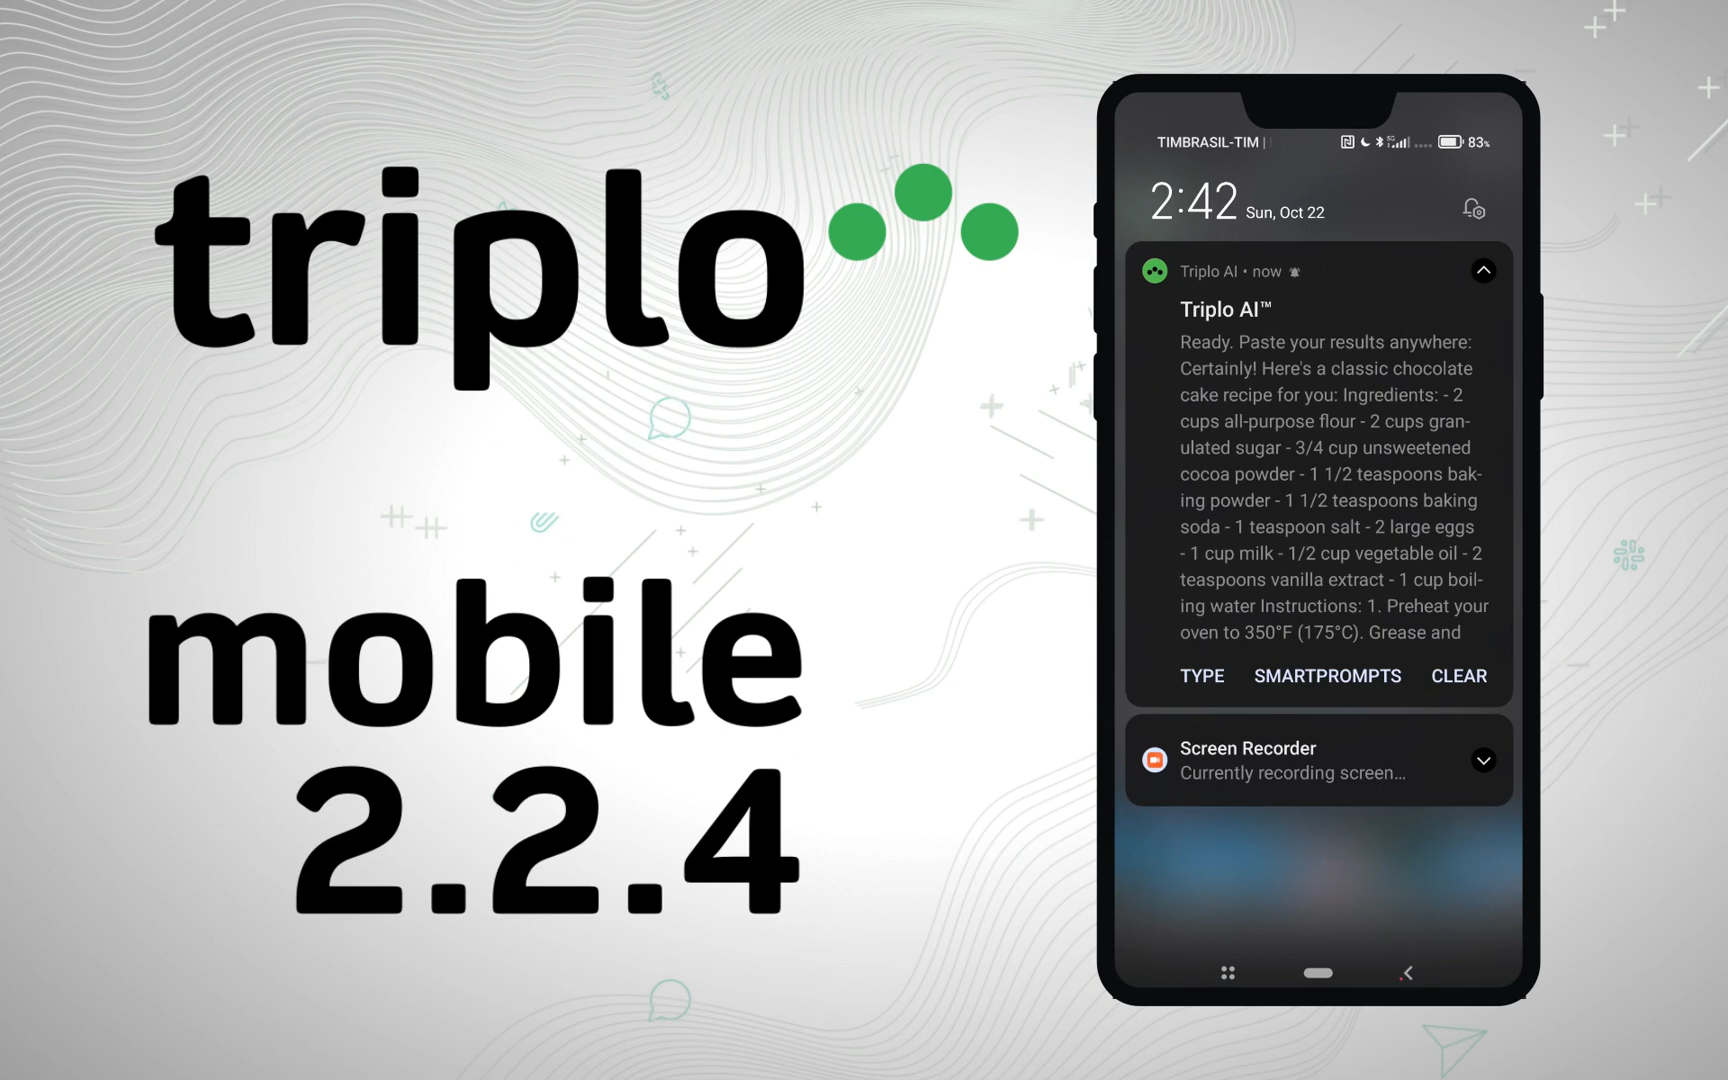 triplo
mobile
2.2.4
TIMBRASIL-TIM |
5G
83%
2:42 Sun, Oct 22
Triplo AI • now
Triplo AI™
Ready. Paste your results anywhere:
Certainly! Here's a classic chocolate
cake recipe for you: Ingredients: - 2
cups all-purpose flour - 2 cups gran-
ulated sugar - 3/4 cup unsweetened
cocoa powder - 1 1/2 teaspoons bak-
ing powder - 1 1/2 teaspoons baking
soda - 1 teaspoon salt - 2 large eggs
- 1 cup milk - 1/2 cup vegetable oil - 2
teaspoons vanilla extract - 1 cup boil-
ing water Instructions: 1. Preheat your
oven to 350°F (175°C). Grease and
TYPE SMARTPROMPTS CLEAR
Screen Recorder
Currently recording screen...